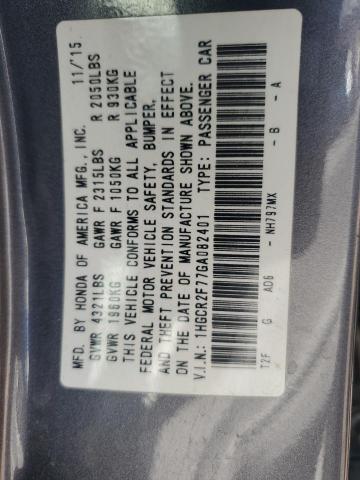 MFD. BY HONDA OF AMERICA MFG., INC. 11/'15
GVWR 4321LBS GAWR F 2315LBS R 2050LBS
GVWR 1960KG GAWR F 1050KG R 930KG
THIS VEHICLE CONFORMS TO ALL APPLICABLE
FEDERAL MOTOR VEHICLE SAFETY, BUMPER,
AND THEFT PREVENTION STANDARDS IN EFFECT
ON THE DATE OF MANUFACTURE SHOWN ABOVE.
V.I.N.: 1HGCR2F77GA082401 TYPE: PASSENGER CAR
T2F G AD6 - NH797MX - B - A